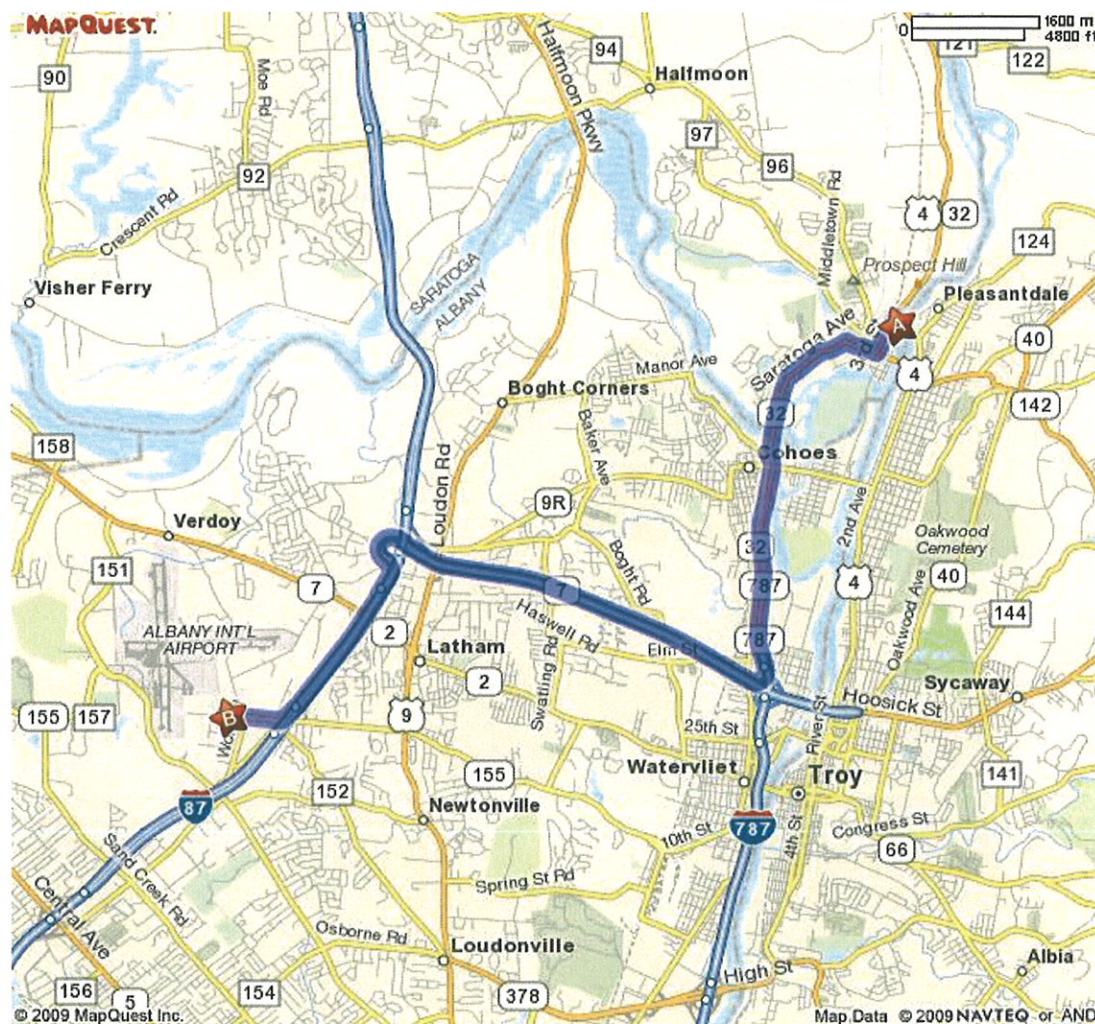 MAPQUEST.
1600 m
0
4800 ft
90
Moe Rd
Halfmoon Pkwy
94
121
122
Halfmoon
97
92
96
Crescent Rd
Middletown Rd
4
32
124
SARATOGA
ALBANY
Prospect Hill
Visher Ferry
Pleasantdale
A
Saratoga Ave
3rd St
40
Manor Ave
4
Boght Corners
142
32
158
Baker Ave
Cohoes
Loudon Rd
9R
2nd Ave
Verdoy
Oakwood
Cemetery
32
151
7
7
Boght Rd
787
4
40
144
2
Haswell Rd
Oakwood Ave
ALBANY INT'L
AIRPORT
787
Elm St
Latham
2
Swatling Rd
Sycaway
155
157
B
9
Hoosick St
25th St
River St
155
Watervliet
Troy
141
152
87
Newtonville
787
10th St
4th St
Congress St
66
Sand Creek Rd
Spring St Rd
Central Ave
Osborne Rd
Loudonville
High St
Albia
156
5
154
378
© 2009 MapQuest Inc.
Map Data © 2009 NAVTEQ or AND